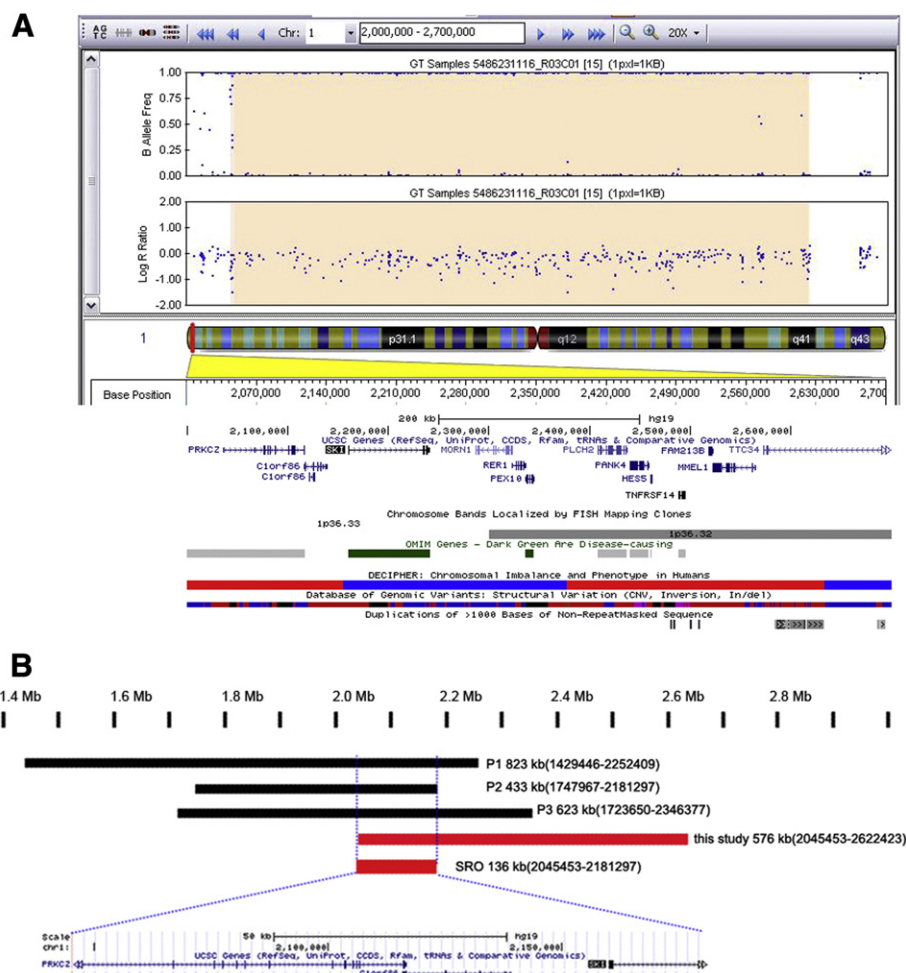 A
AG TC Chr: 1 2,000,000 - 2,700,000 20X
GT Samples 5486231116_R03C01 [15] (1pxl=1KB)
B Allele Freq
1.00
0.75
0.50
0.25
0.00
GT Samples 5486231116_R03C01 [15] (1pxl=1KB)
Log R Ratio
2.00
1.00
0.00
-1.00
-2.00
1 p31.1 q12 q41 q43
Base Position 2,070,000 2,140,000 2,210,000 2,280,000 2,350,000 2,420,000 2,490,000 2,560,000 2,630,000 2,700
200 kb hg19
2,100,000 2,200,000 2,300,000 2,400,000 2,500,000 2,600,000
UCSC Genes (RefSeq, UniProt, CCDS, Rfam, tRNAs & Comparative Genomics)
PRKCZ SKI MORN1 PLCH2 FAM213B TTC34
C1orf86 RER1 PANK4 MMEL1
C1orf86 PEX10 HES5
TNFRSF14
Chromosome Bands Localized by FISH Mapping Clones
1p36.33
1p36.32
OMIM Genes - Dark Green Are Disease-causing
DECIPHER: Chromosomal Imbalance and Phenotype in Humans
Database of Genomic Variants: Structural Variation (CNV, Inversion, In/del)
Duplications of >1000 Bases of Non-RepeatMasked Sequence
B
1.4 Mb 1.6 Mb 1.8 Mb 2.0 Mb 2.2 Mb 2.4 Mb 2.6 Mb 2.8 Mb
P1 823 kb(1429446-2252409)
P2 433 kb(1747967-2181297)
P3 623 kb(1723650-2346377)
this study 576 kb(2045453-2622423)
SRO 136 kb(2045453-2181297)
Scale 50 kb hg19
chr1: 2,100,000 2,150,000
UCSC Genes (RefSeq, UniProt, CCDS, Rfam, tRNAs & Comparative Genomics)
PRKCZ SKI